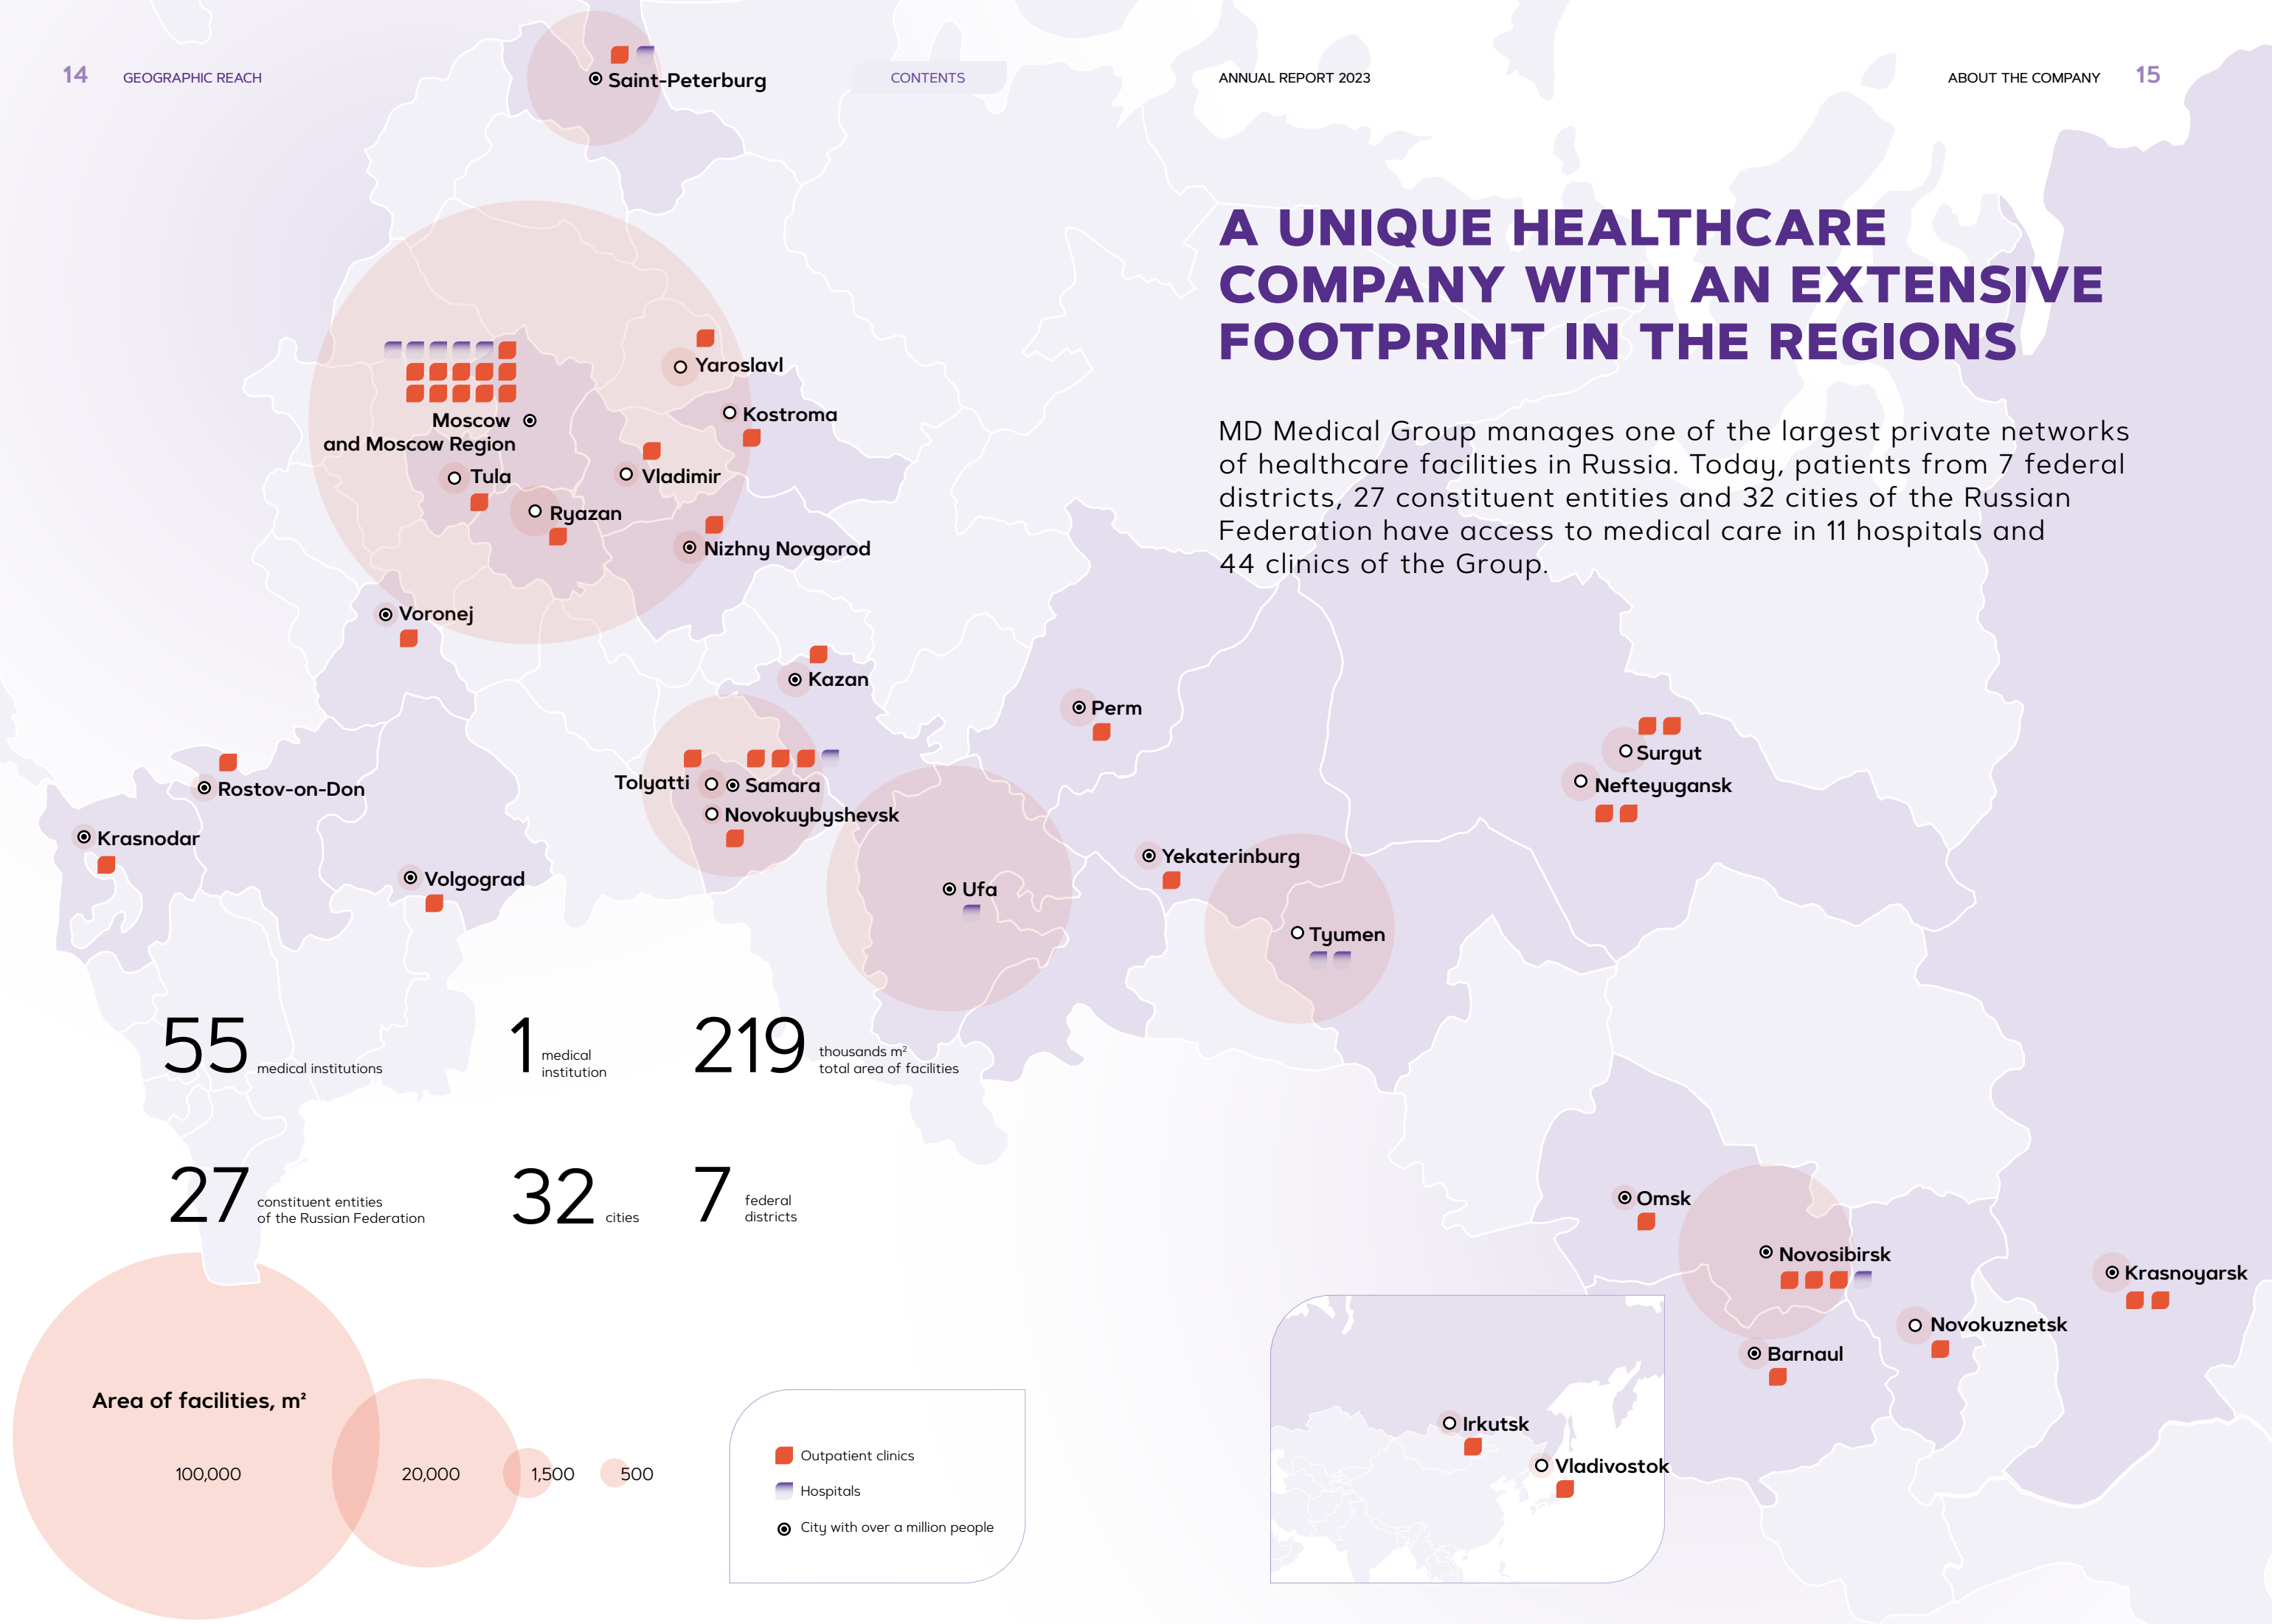 14
GEOGRAPHIC REACH
CONTENTS
ANNUAL REPORT 2023
ABOUT THE COMPANY
15
Saint-Peterburg
A UNIQUE HEALTHCARE
COMPANY WITH AN EXTENSIVE
FOOTPRINT IN THE REGIONS
MD Medical Group manages one of the largest private networks
of healthcare facilities in Russia. Today, patients from 7 federal
districts, 27 constituent entities and 32 cities of the Russian
Federation have access to medical care in 11 hospitals and
44 clinics of the Group.
Yaroslavl
Kostroma
Moscow
and Moscow Region
Tula
Vladimir
Ryazan
Nizhny Novgorod
Voronej
Kazan
Perm
Surgut
Nefteyugansk
Rostov-on-Don
Tolyatti
Samara
Novokuybyshevsk
Krasnodar
Volgograd
Yekaterinburg
Ufa
Tyumen
55
medical institutions
1
medical
institution
219
thousands m²
total area of facilities
27
constituent entities
of the Russian Federation
32
cities
7
federal
districts
Omsk
Novosibirsk
Krasnoyarsk
Novokuznetsk
Barnaul
Irkutsk
Vladivostok
Area of facilities, m²
100,000
20,000
1,500
500
Outpatient clinics
Hospitals
City with over a million people